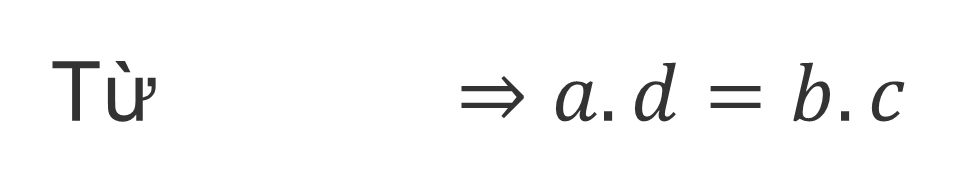 Từ ⇒ a.d = b.c